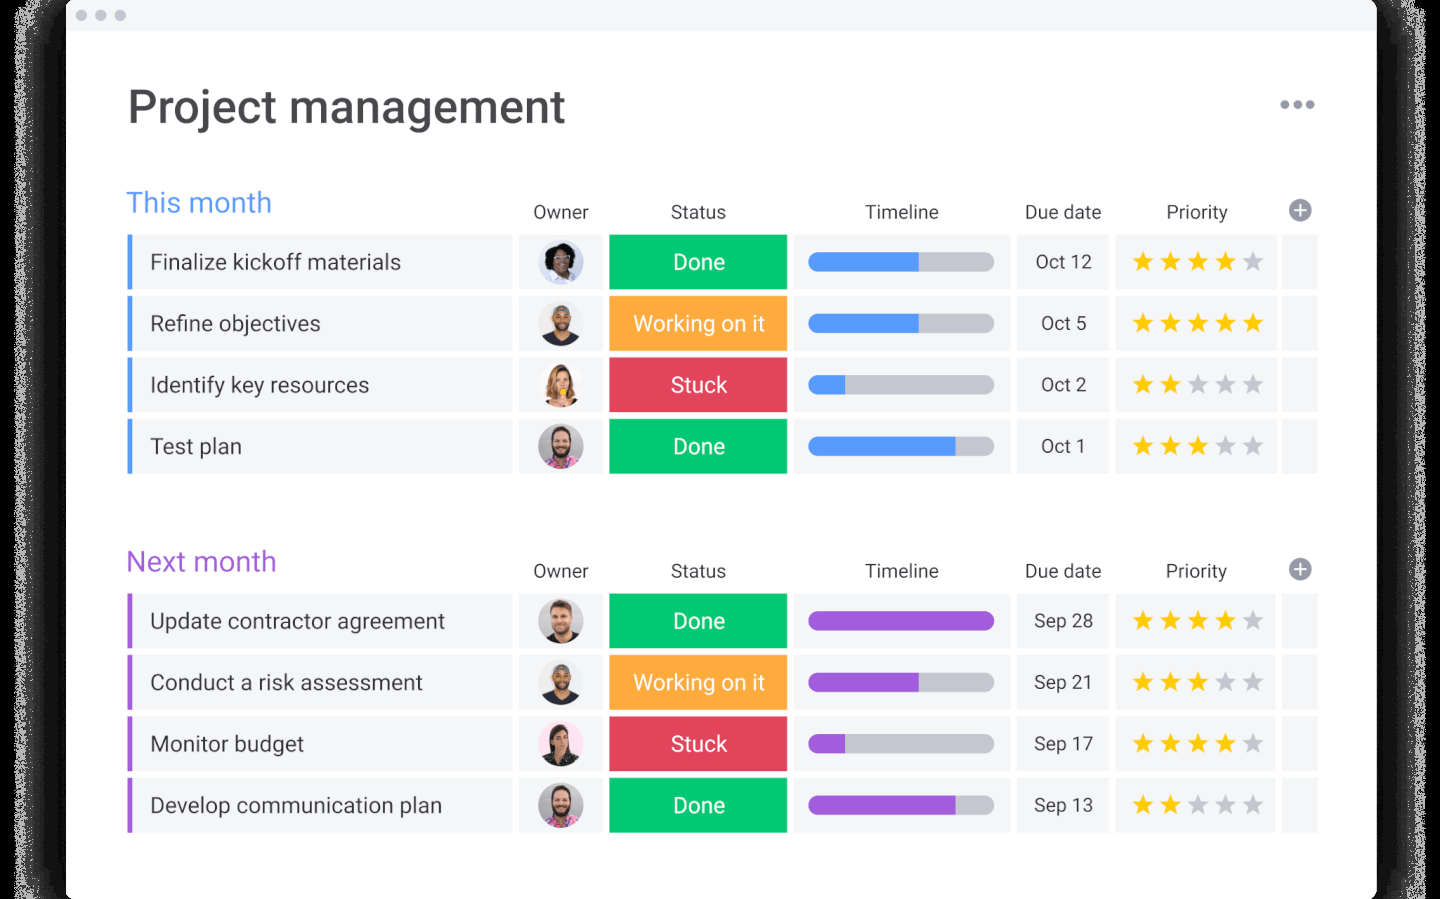 Project management
This month
Owner Status Timeline Due date Priority
Finalize kickoff materials Done Oct 12
Refine objectives Working on it Oct 5
Identify key resources Stuck Oct 2
Test plan Done Oct 1
Next month
Owner Status Timeline Due date Priority
Update contractor agreement Done Sep 28
Conduct a risk assessment Working on it Sep 21
Monitor budget Stuck Sep 17
Develop communication plan Done Sep 13